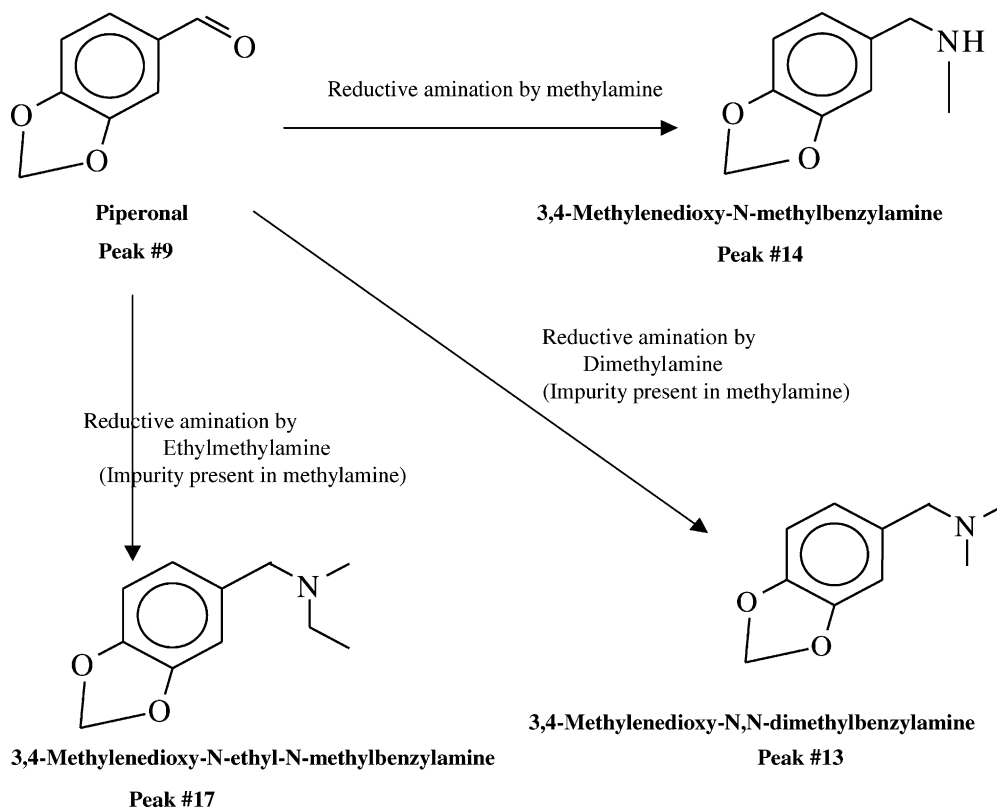 O
Reductive amination by methylamine
NH
O
O
O
O
Piperonal
Peak #9
3,4-Methylenedioxy-N-methylbenzylamine
Peak #14
Reductive amination by
Dimethylamine
(Impurity present in methylamine)
Reductive amination by
Ethylmethylamine
(Impurity present in methylamine)
N
N
O
O
O
O
3,4-Methylenedioxy-N-ethyl-N-methylbenzylamine
Peak #17
3,4-Methylenedioxy-N,N-dimethylbenzylamine
Peak #13